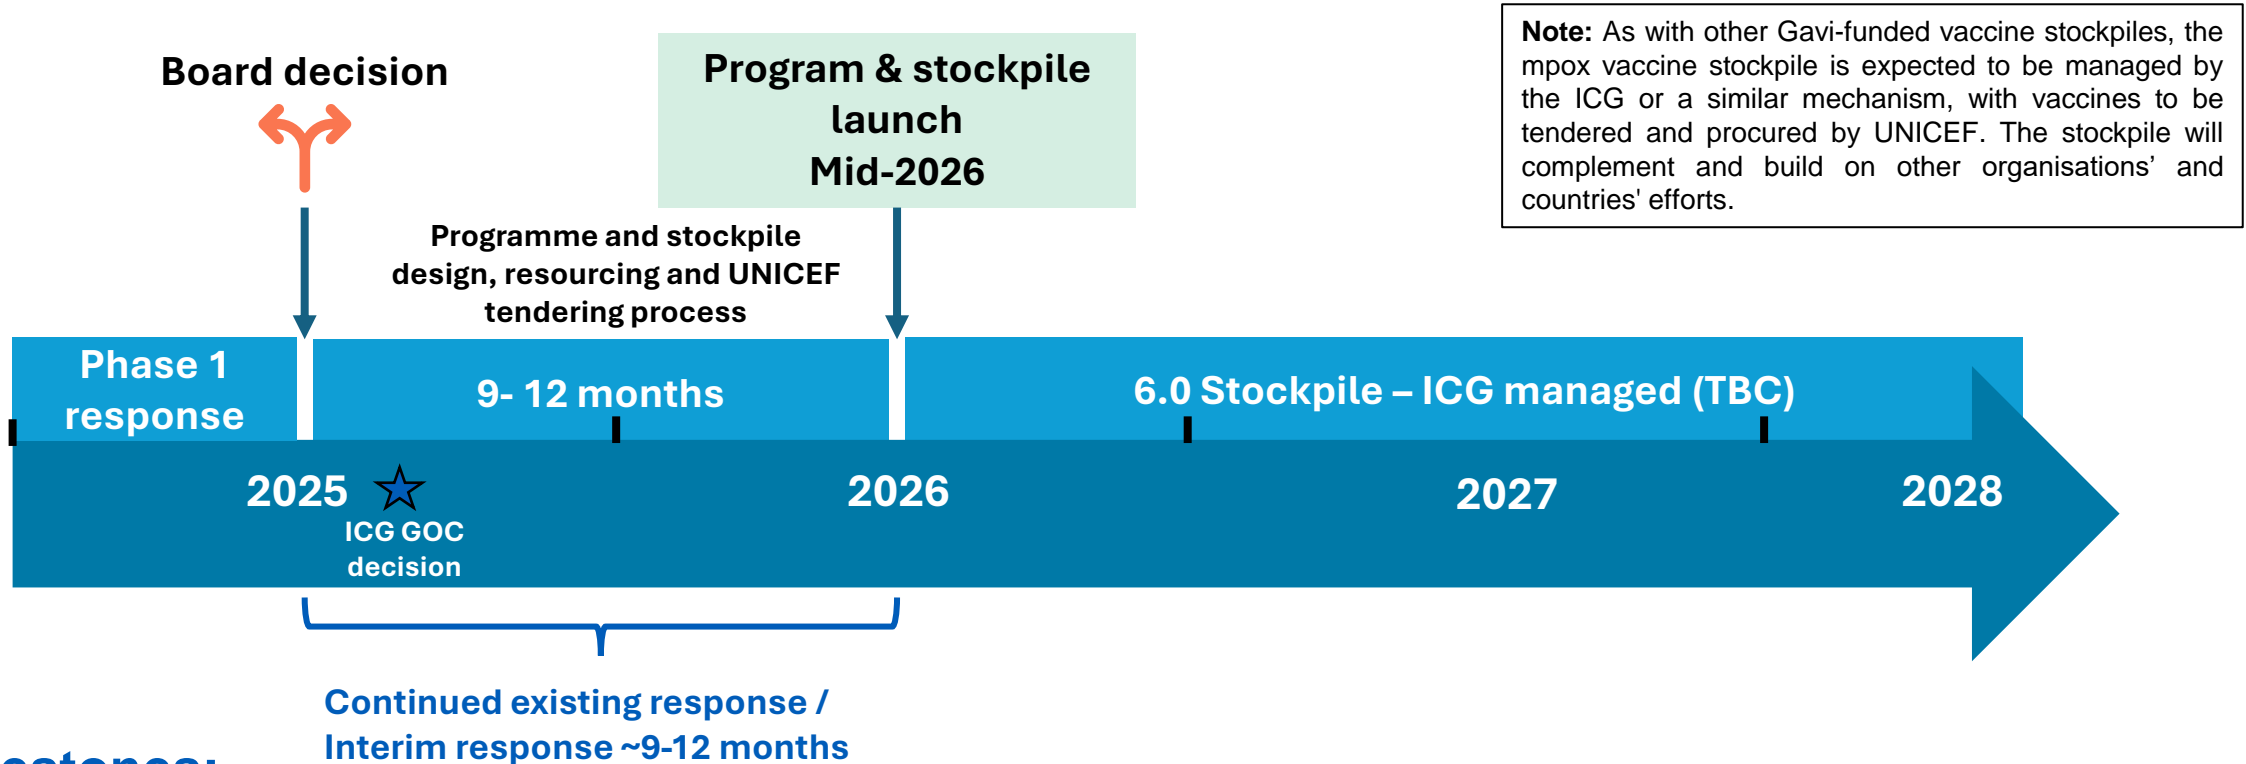 Note: As with other Gavi-funded vaccine stockpiles, the
mpox vaccine stockpile is expected to be managed by
the ICG or a similar mechanism, with vaccines to be
tendered and procured by UNICEF. The stockpile will
complement and build on other organisations’ and
countries' efforts.
Board decision
Program & stockpile
launch
Mid-2026
Programme and stockpile
design, resourcing and UNICEF
tendering process
Phase 1
response
9- 12 months
6.0 Stockpile – ICG managed (TBC)
2025
2026
2027
2028
ICG GOC
decision
Continued existing response /
Interim response ~9-12 months